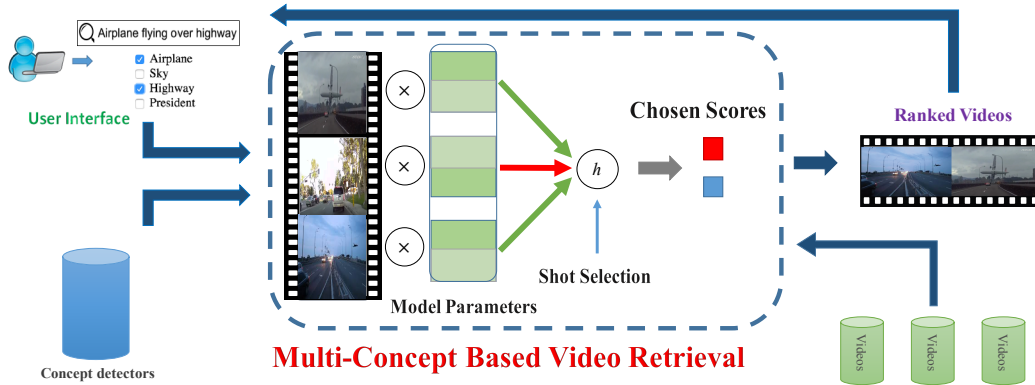 Airplane flying over highway
Airplane
Sky
Highway
President
User Interface
Concept detectors
×
×
×
Model Parameters
h
Shot Selection
Chosen Scores
Ranked Videos
Videos
Videos
Videos
Multi-Concept Based Video Retrieval